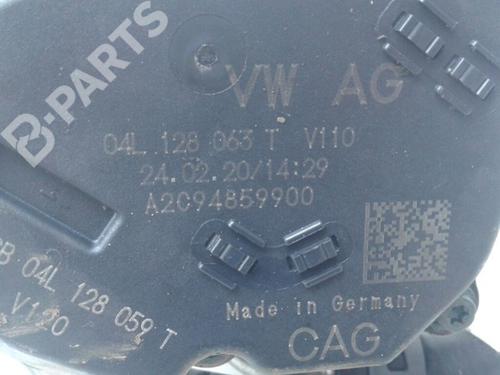 B-PARTS
VW AG
04L 128 063 T V110
24.02.20/14:29
A2C94859900
B 04L 128 059 T
V120
Made in Germany
CAG